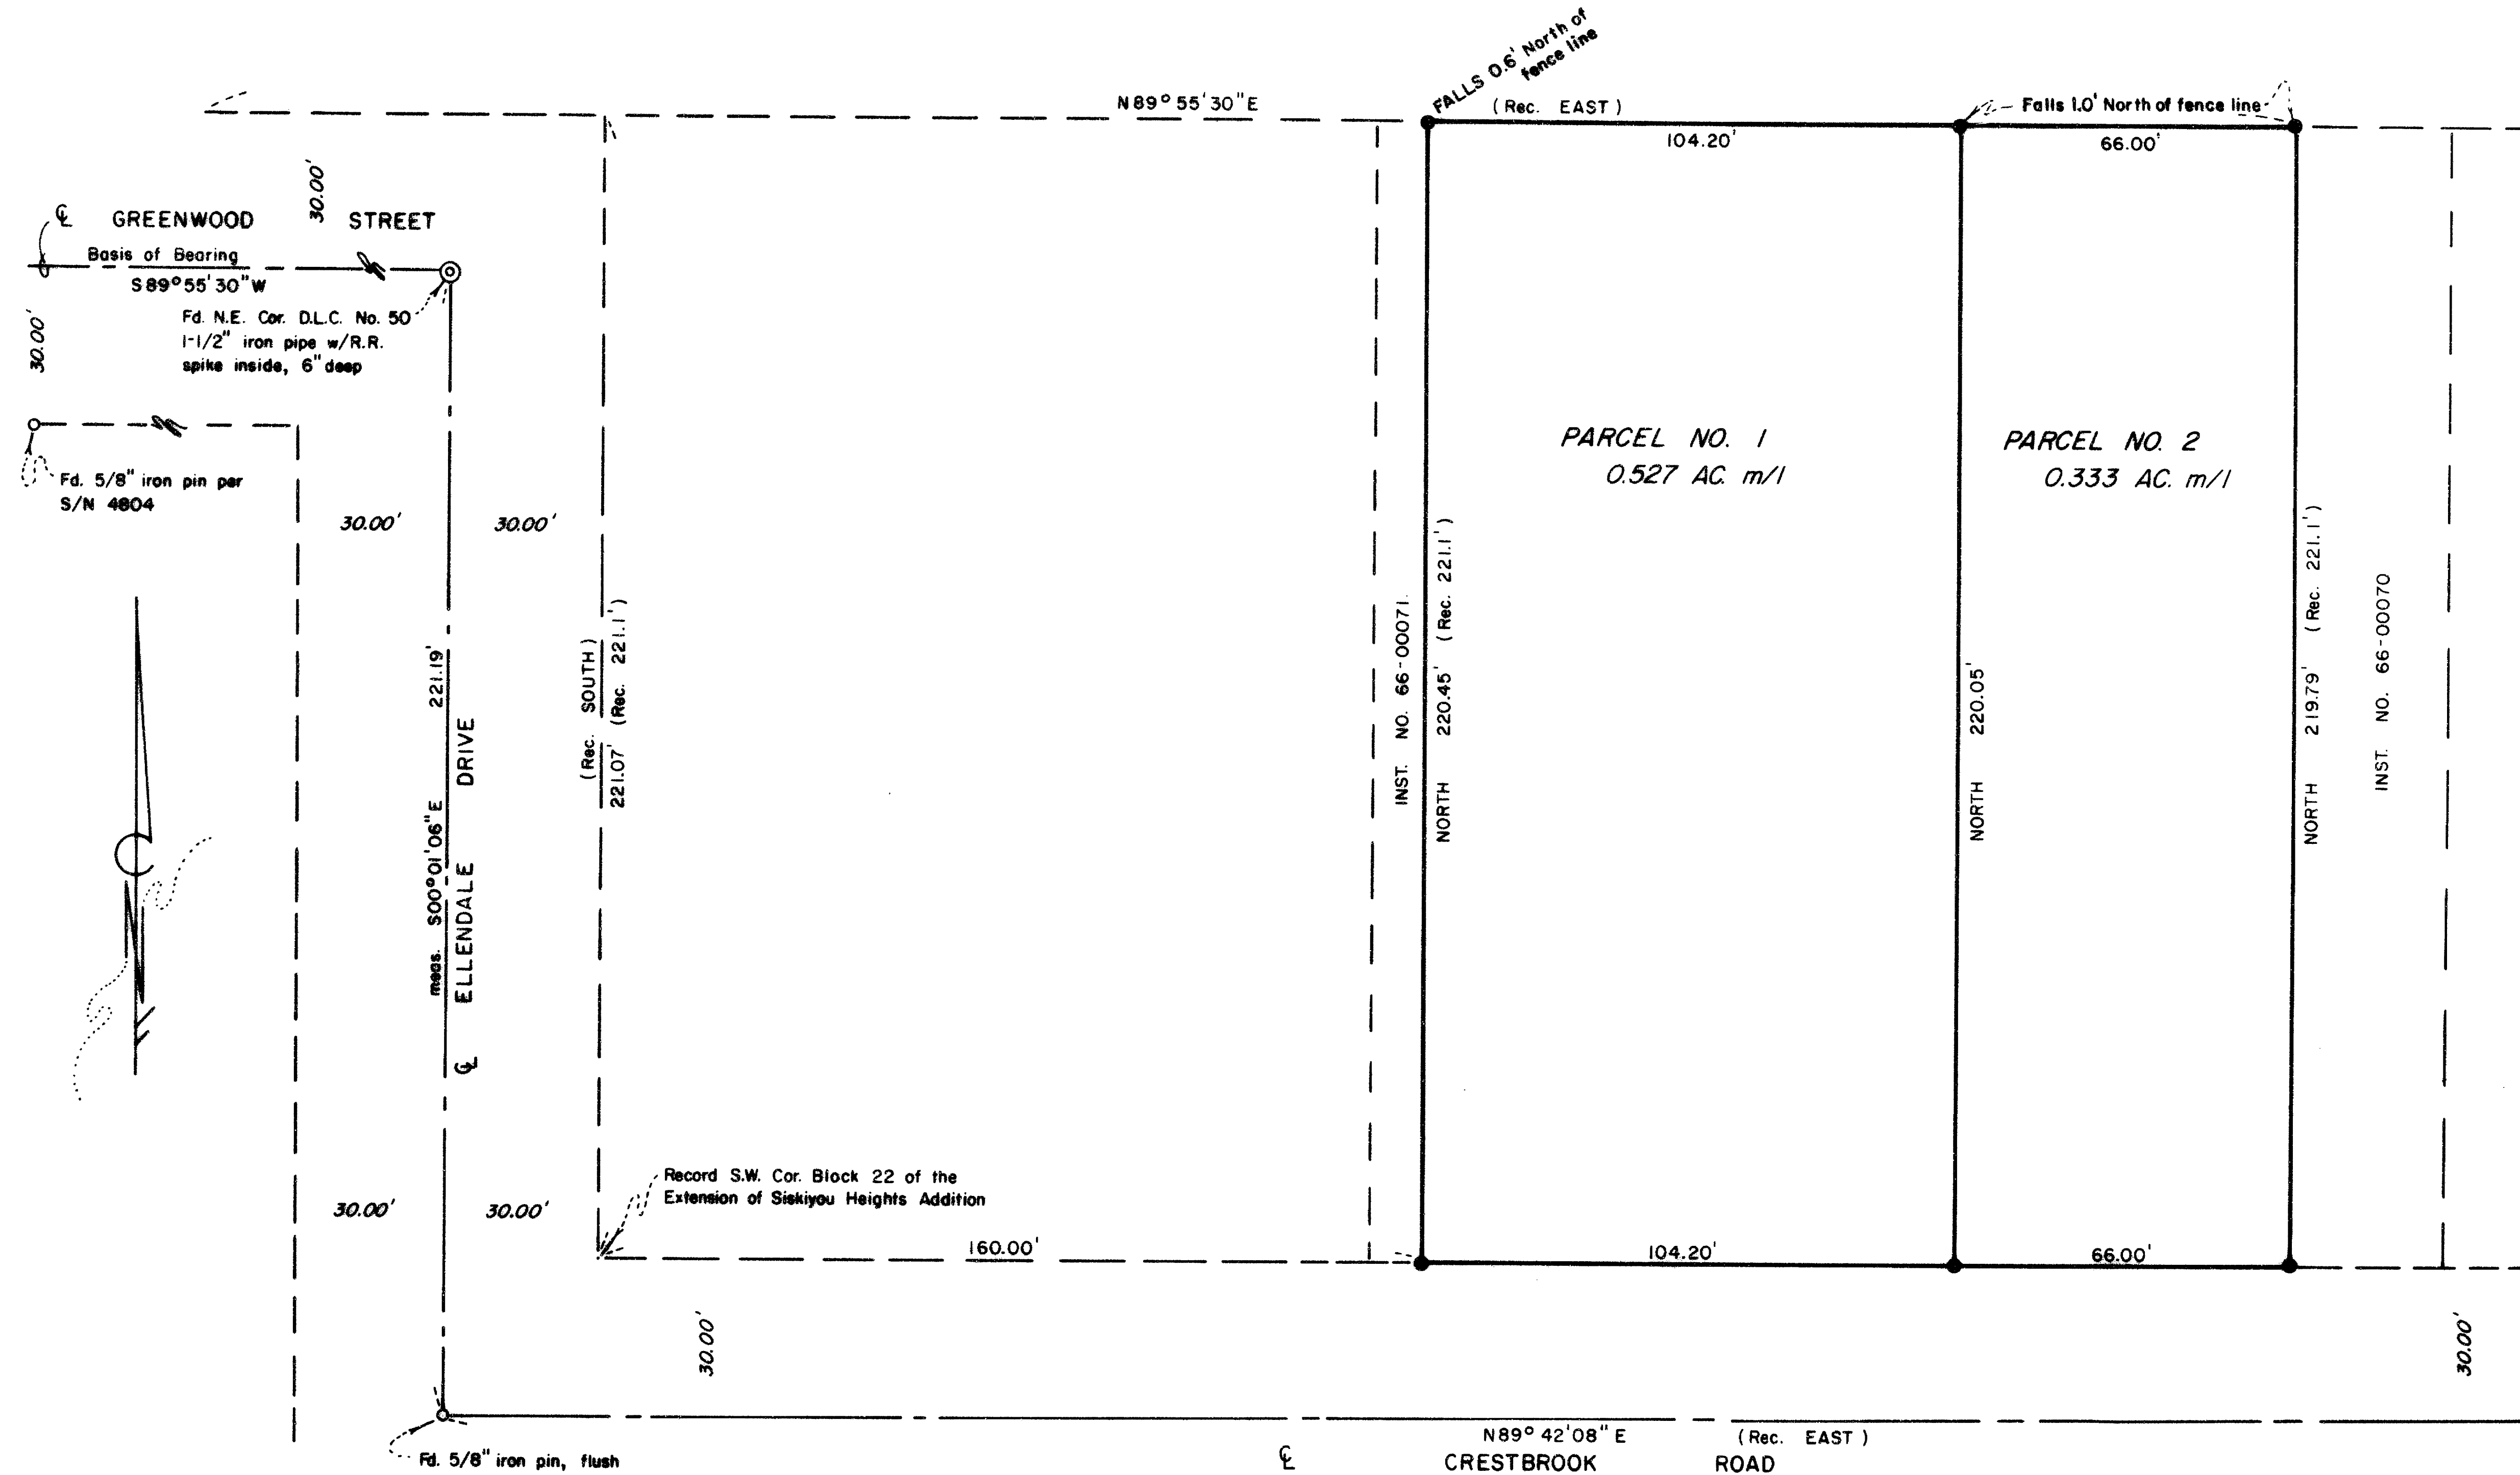 FALLS 0.6' North of
fence line
N 89° 55' 30" E
(Rec. EAST)
Falls 1.0' North of fence line
104.20'
66.00'
30.00'
℄ GREENWOOD STREET
Basis of Bearing
S 89° 55' 30" W
30.00'
Fd. N.E. Cor. D.L.C. No. 50
1-1/2" iron pipe w/R.R.
spike inside, 6" deep
Fd. 5/8" iron pin per
S/N 4804
30.00'
30.00'
PARCEL NO. 1
0.527 AC. m/l
PARCEL NO. 2
0.333 AC. m/l
meas. S00°01'06"E 221.19'
℄ ELLENDALE DRIVE
(Rec. SOUTH)
221.07' (Rec. 221.1')
INST. NO. 66-00071
NORTH 220.45' (Rec. 221.1')
NORTH 220.05'
NORTH 219.79' (Rec. 221.1')
INST. NO. 66-00070
N
30.00'
30.00'
Record S.W. Cor. Block 22 of the
Extension of Siskiyou Heights Addition
160.00'
104.20'
66.00'
30.00'
30.00'
Fd. 5/8" iron pin, flush
N 89° 42' 08" E (Rec. EAST)
℄ CRESTBROOK ROAD